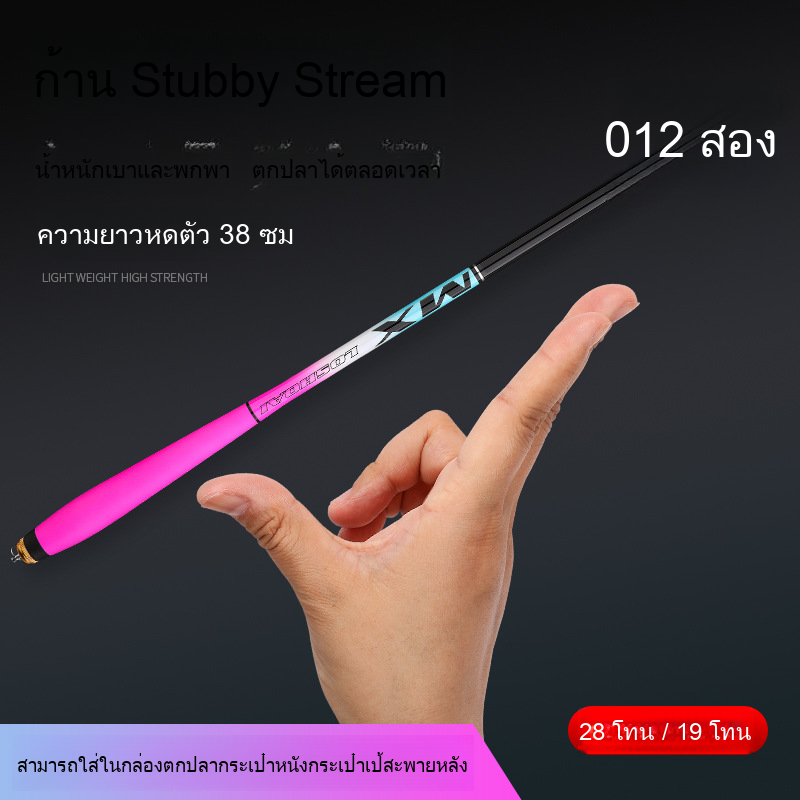 ก้าน Stubby Stream
012 สอง
น้ำหนักเบาและพกพา ตกปลาได้ตลอดเวลา
ความยาวหดตัว 38 ซม
LIGHT WEIGHT HIGH STRENGTH
MX
LOSHOAI
28 โทน / 19 โทน
สามารถใส่ในกล่องตกปลากระเป๋าหนังกระเป๋าเป้สะพายหลัง